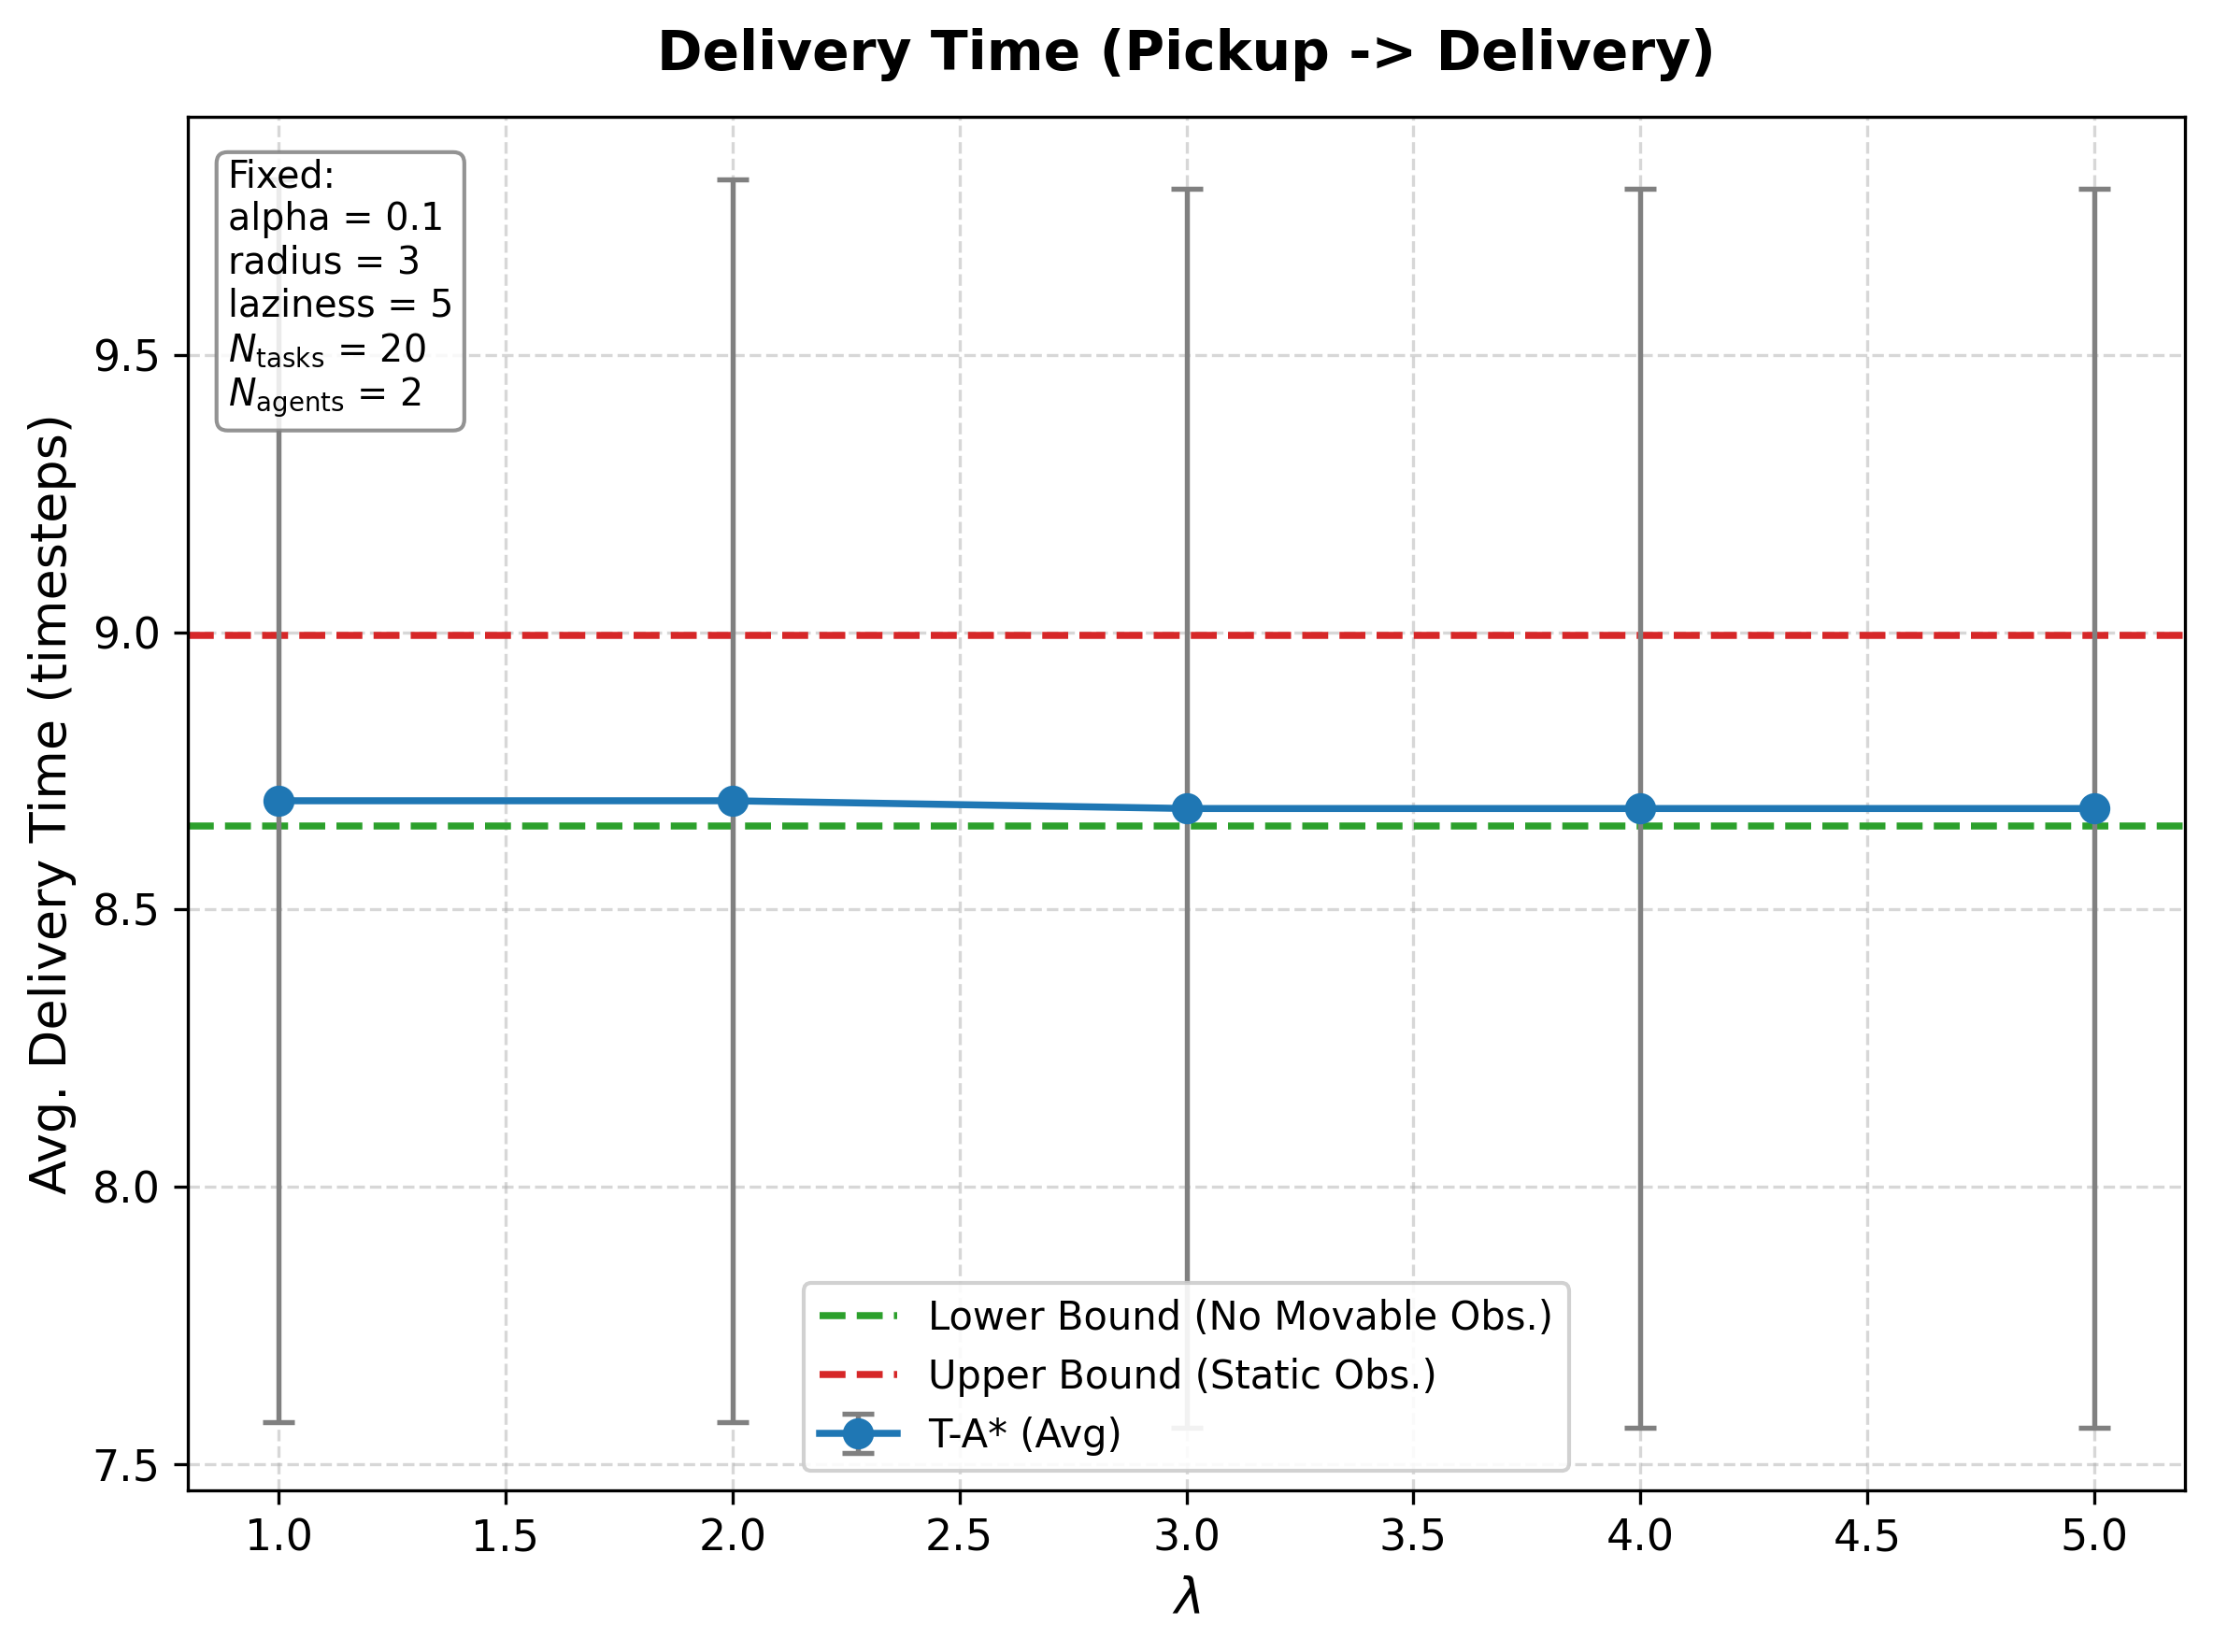 Delivery Time (Pickup -> Delivery)
Fixed:
alpha = 0.1
radius = 3
laziness = 5
N_tasks = 20
N_agents = 2
Avg. Delivery Time (timesteps)
9.5
9.0
8.5
8.0
7.5
Lower Bound (No Movable Obs.)
Upper Bound (Static Obs.)
T-A* (Avg)
1.0 1.5 2.0 2.5 3.0 3.5 4.0 4.5 5.0
λ